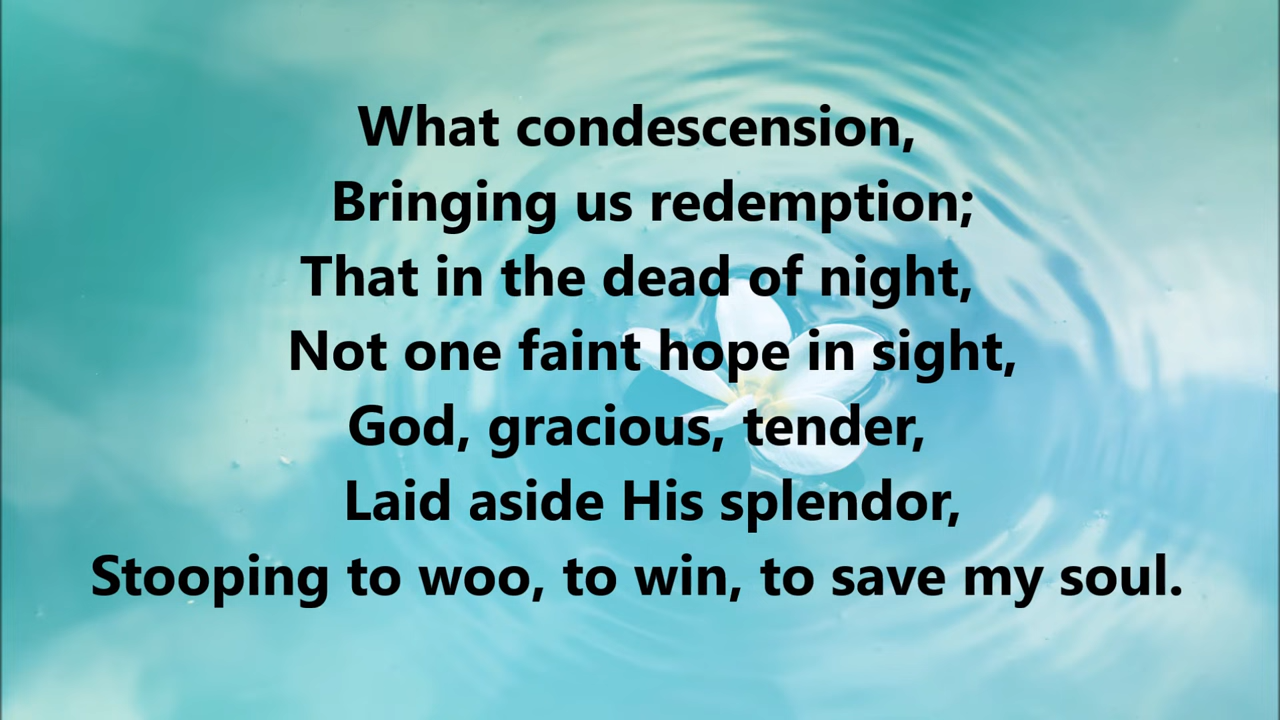 What condescension,
Bringing us redemption;
That in the dead of night,
Not one faint hope in sight,
God, gracious, tender,
Laid aside His splendor,
Stooping to woo, to win, to save my soul.